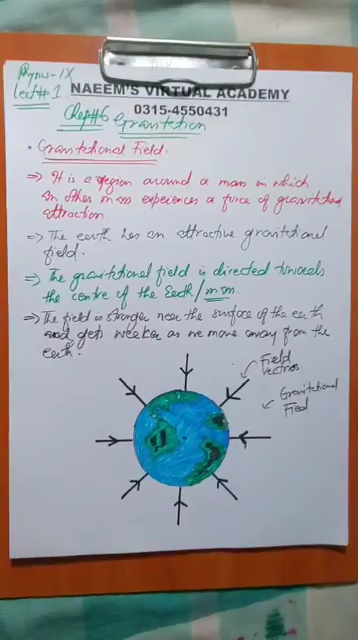 Phyxs-IX
Lect# 1
NAEEM'S VIRTUAL ACADEMY
0315-4550431
Chap#6 Gravitation
• Gravitational Field.
⇒ It is a region around a mass in which
an other mass experiences a force of gravitational
attraction.
⇒ The earth has an attractive gravitational
field.
⇒ The gravitational field is directed towards
the centre of the Earth/mass
⇒ The field is stronger near the surface of the earth
and gets weaker as we move away from the
earth.
Field
Vectors
Gravitational
Field